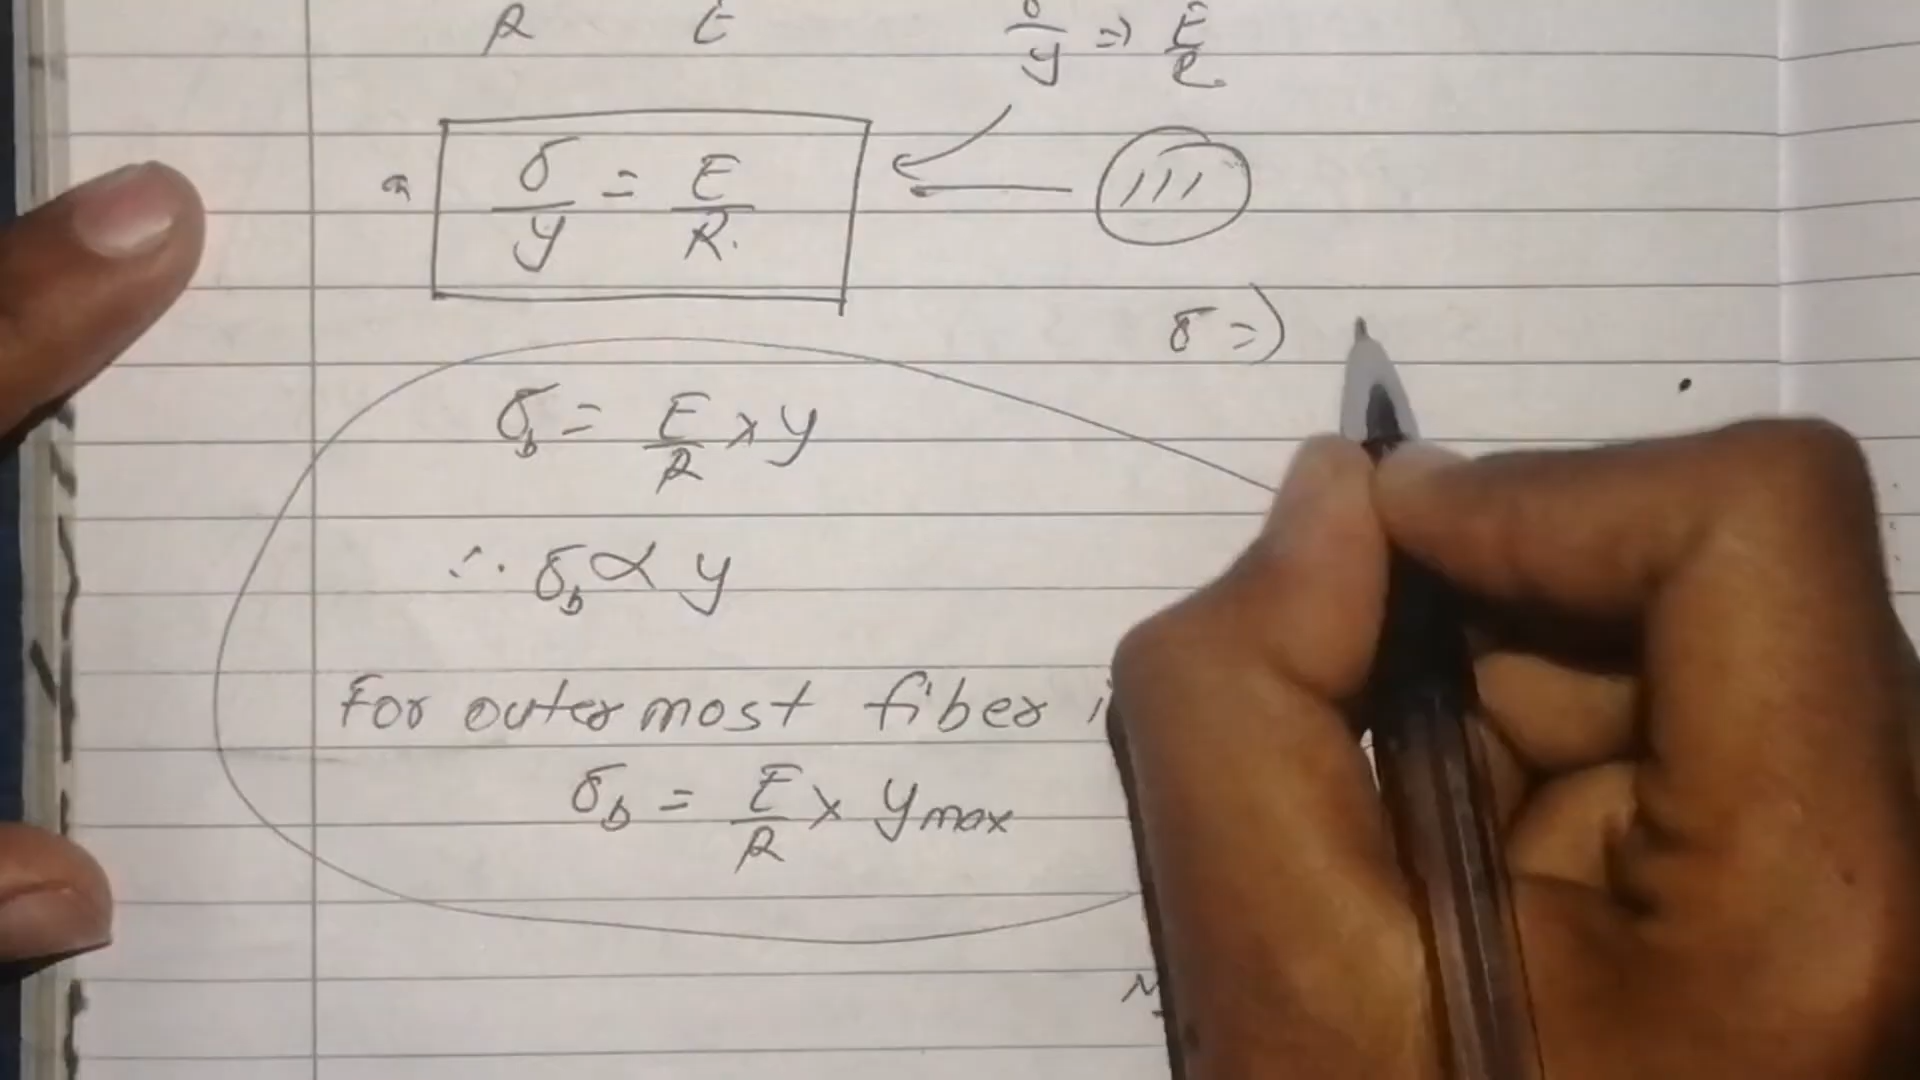 R E
y => E/R
σ/y = E/R. ///
σ =>
σb = E/R × y
∴ σb ∝ y
For outermost fiber
σb = E/R × ymax